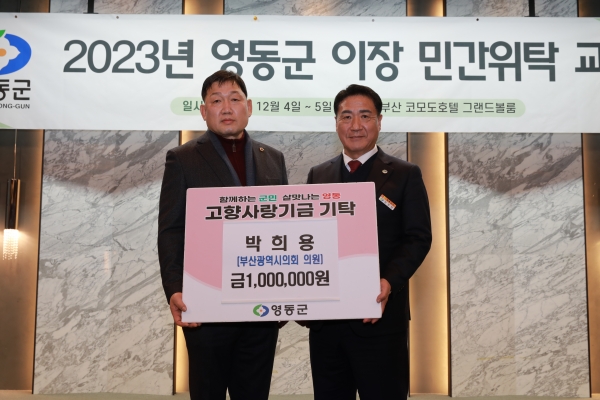 2023년 영동군 이장 민간위탁 교
동군
ONG-GUN
일시 12월 4일 ~ 5일 부산 코모도호텔 그랜드볼룸
함께하는 군민 살맛나는 영동
고향사랑기금 기탁
박 희 용
[부산광역시의회 의원]
금1,000,000원
영동군